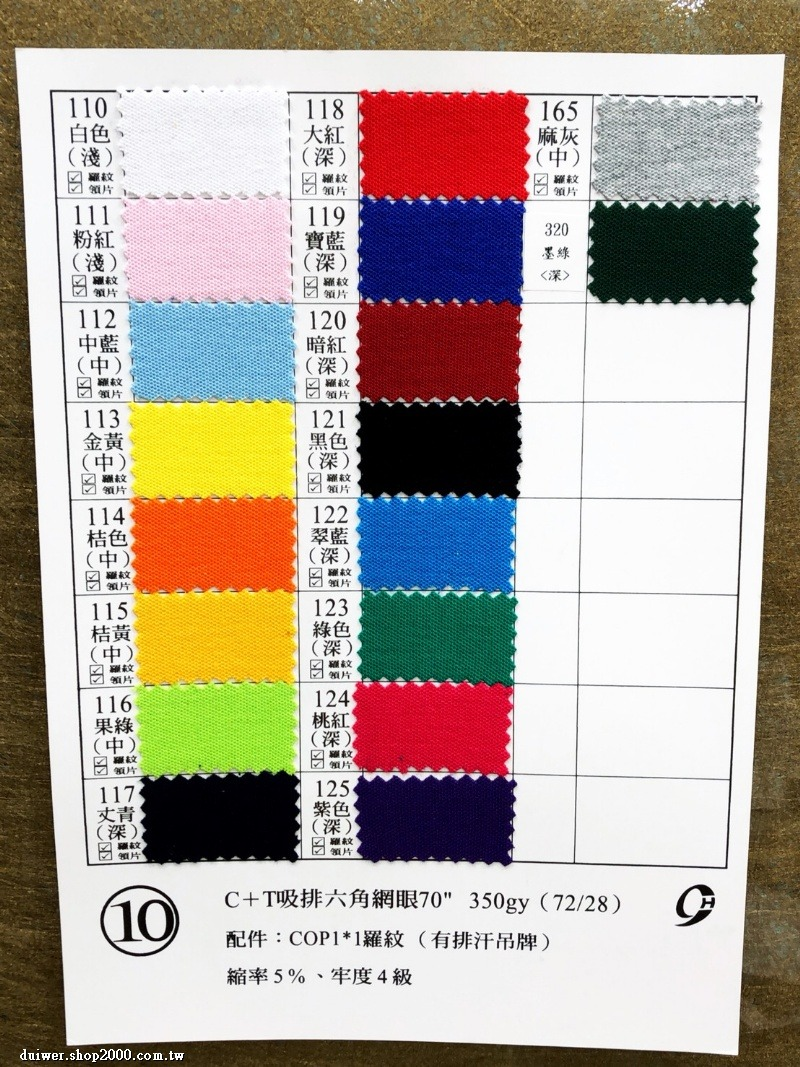 110
白色
(淺)
☑ 羅紋
☑ 領片
111
粉紅
(淺)
☑ 羅紋
☑ 領片
112
中藍
(中)
☑ 羅紋
☑ 領片
113
金黃
(中)
☑ 羅紋
☑ 領片
114
桔色
(中)
☑ 羅紋
☑ 領片
115
桔黃
(中)
☑ 羅紋
☑ 領片
116
果綠
(中)
☑ 羅紋
☑ 領片
117
丈青
(深)
☑ 羅紋
☑ 領片
118
大紅
(深)
☑ 羅紋
☑ 領片
119
寶藍
(深)
☑ 羅紋
☑ 領片
120
暗紅
(深)
☑ 羅紋
☑ 領片
121
黑色
(深)
☑ 羅紋
☑ 領片
122
翠藍
(深)
☑ 羅紋
☑ 領片
123
綠色
(深)
☑ 羅紋
☑ 領片
124
桃紅
(深)
☑ 羅紋
☑ 領片
125
紫色
(深)
☑ 羅紋
☑ 領片
165
麻灰
(中)
☑ 羅紋
☑ 領片
320
墨綠
<深>
10
C+T吸排六角網眼70" 350gy(72/28)
配件:COP1*1羅紋(有排汗吊牌)
縮率5%、牢度4級
duiwer.shop2000.com.tw